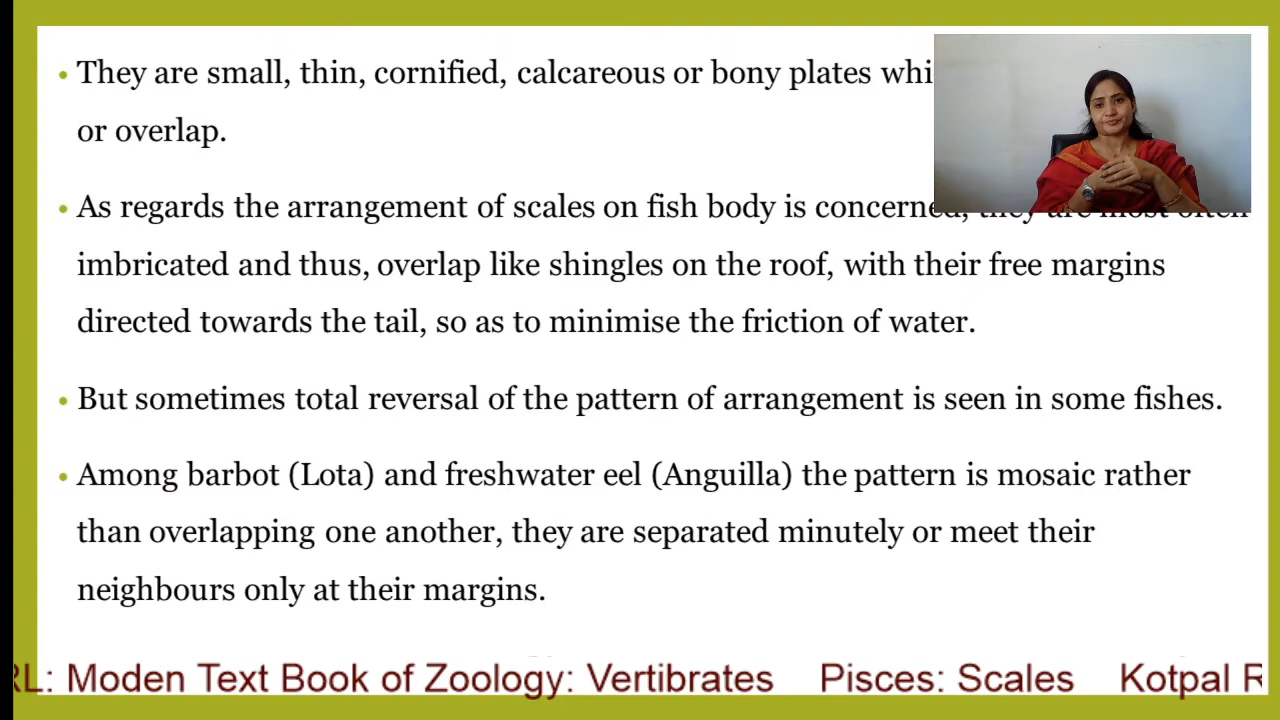 They are small, thin, cornified, calcareous or bony plates
or overlap.
As regards the arrangement of scales on fish body is concerned, they are most often
imbricated and thus, overlap like shingles on the roof, with their free margins
directed towards the tail, so as to minimise the friction of water.
But sometimes total reversal of the pattern of arrangement is seen in some fishes.
Among barbot (Lota) and freshwater eel (Anguilla) the pattern is mosaic rather
than overlapping one another, they are separated minutely or meet their
neighbours only at their margins.
RL: Moden Text Book of Zoology: Vertibrates Pisces: Scales Kotpal R